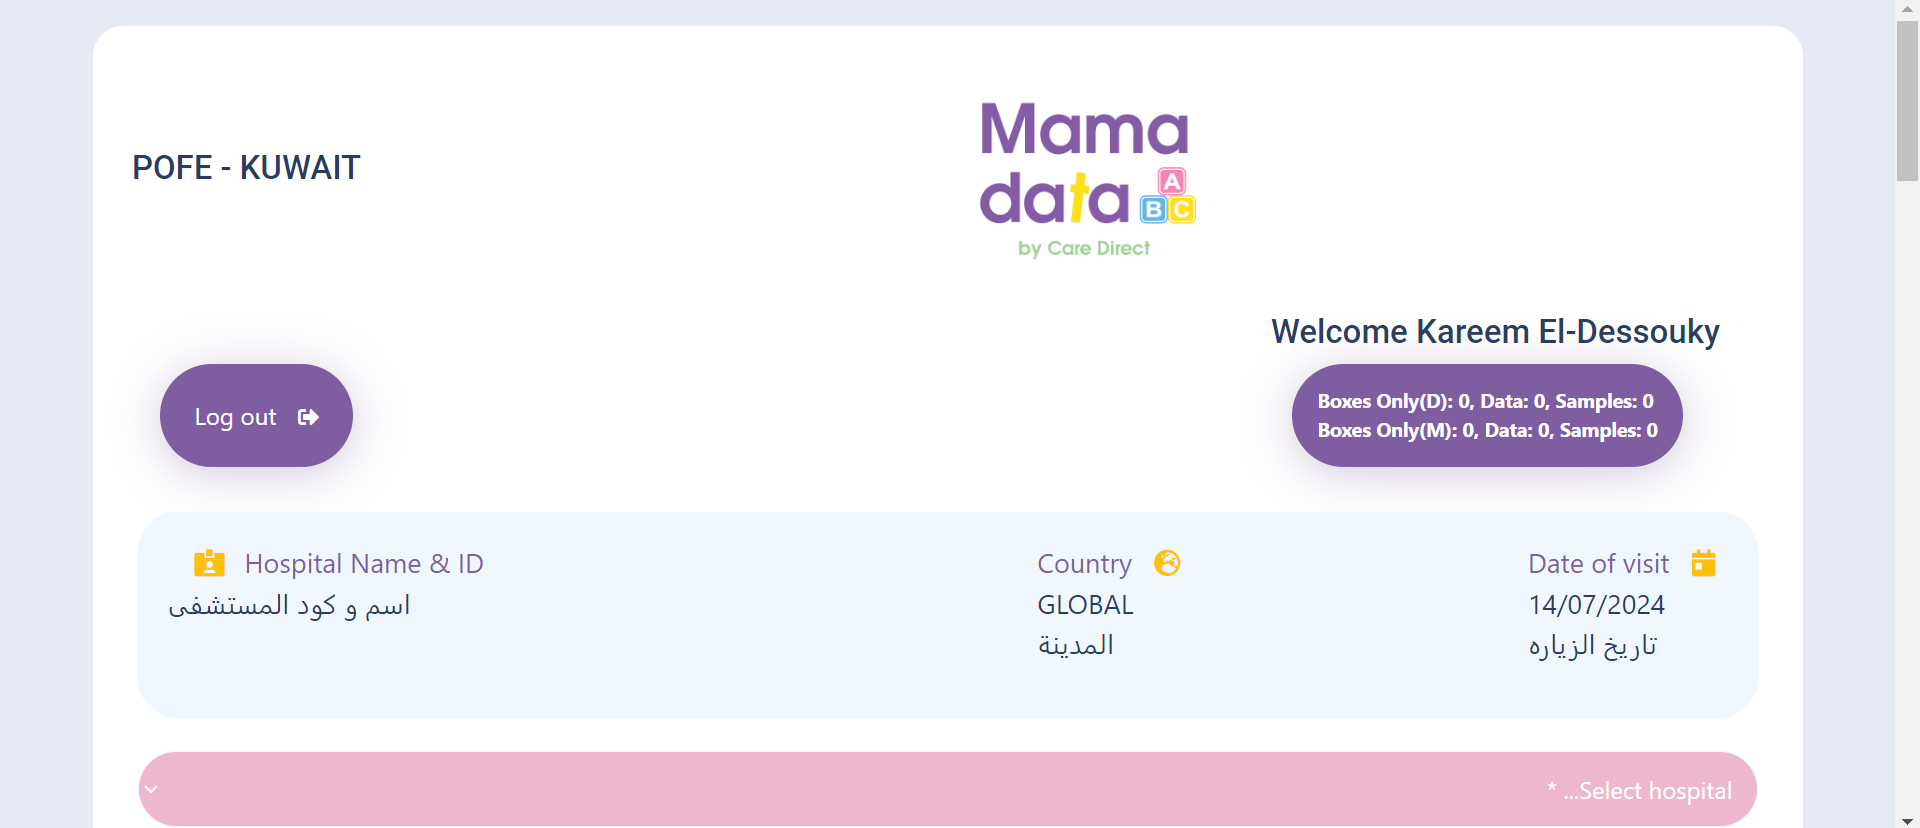 POFE - KUWAIT
Mama
data
A
B C
by Care Direct
Welcome Kareem El-Dessouky
Log out
Boxes Only(D): 0, Data: 0, Samples: 0
Boxes Only(M): 0, Data: 0, Samples: 0
Hospital Name & ID
اسم و كود المستشفى
Country
GLOBAL
المدينة
Date of visit
14/07/2024
تاريخ الزياره
* ...Select hospital